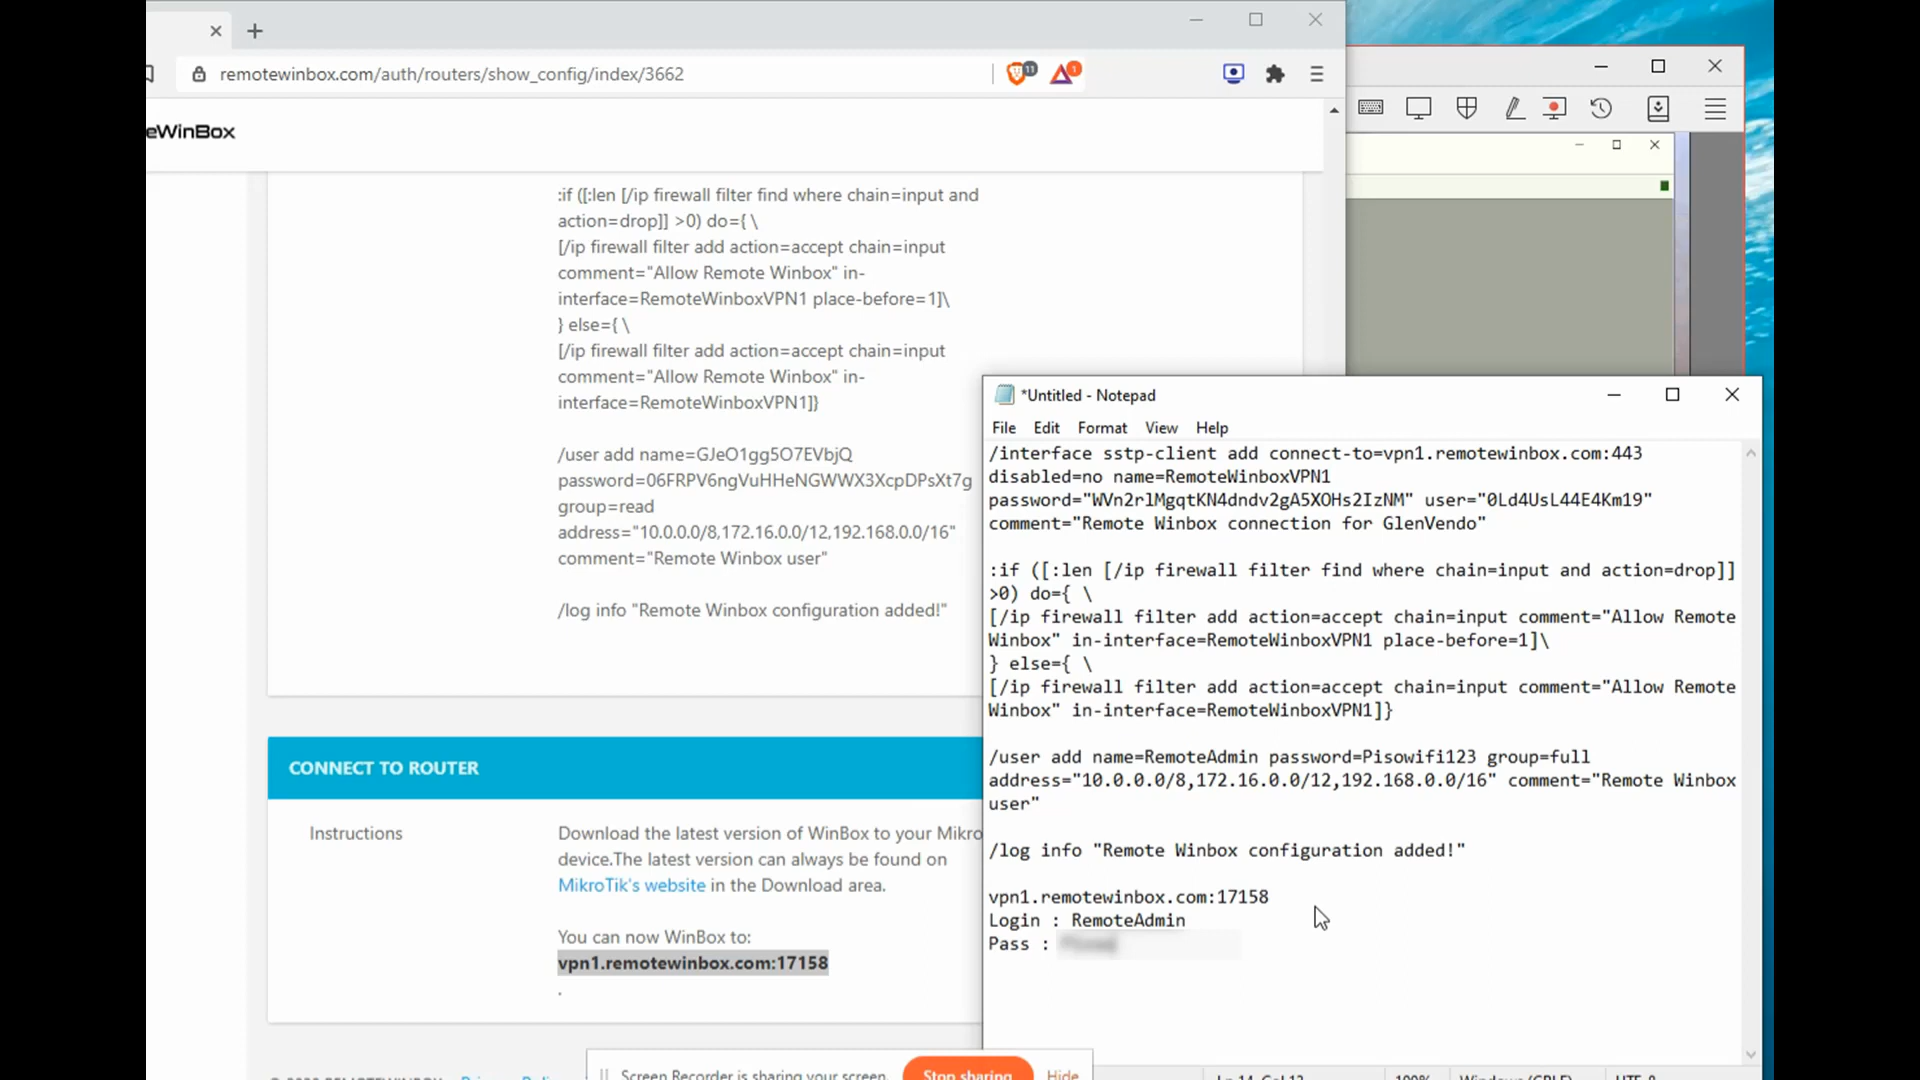 remotewinbox.com/auth/routers/show_config/index/3662
11
1
eWinBox
:if ([:len [/ip firewall filter find where chain=input and
action=drop]] >0) do={ \
[/ip firewall filter add action=accept chain=input
comment="Allow Remote Winbox" in-
interface=RemoteWinboxVPN1 place-before=1]\
} else={ \
[/ip firewall filter add action=accept chain=input
comment="Allow Remote Winbox" in-
interface=RemoteWinboxVPN1]}
/user add name=GJeO1gg5O7EVbjQ
password=06FRPV6ngVuHHeNGWWX3XcpDPsXt7g
group=read
address="10.0.0.0/8,172.16.0.0/12,192.168.0.0/16"
comment="Remote Winbox user"
/log info "Remote Winbox configuration added!"
CONNECT TO ROUTER
Instructions
Download the latest version of WinBox to your Mikro
device.The latest version can always be found on
MikroTik's website in the Download area.
You can now WinBox to:
vpn1.remotewinbox.com:17158
.
Screen Recorder is sharing your screen.
Stop sharing
Hide
*Untitled - Notepad
File Edit Format View Help
/interface sstp-client add connect-to=vpn1.remotewinbox.com:443
disabled=no name=RemoteWinboxVPN1
password="WVn2rlMgqtKN4dndv2gA5XOHs2IzNM" user="0Ld4UsL44E4Km19"
comment="Remote Winbox connection for GlenVendo"
:if ([:len [/ip firewall filter find where chain=input and action=drop]]
>0) do={ \
[/ip firewall filter add action=accept chain=input comment="Allow Remote
Winbox" in-interface=RemoteWinboxVPN1 place-before=1]\
} else={ \
[/ip firewall filter add action=accept chain=input comment="Allow Remote
Winbox" in-interface=RemoteWinboxVPN1]}
/user add name=RemoteAdmin password=Pisowifi123 group=full
address="10.0.0.0/8,172.16.0.0/12,192.168.0.0/16" comment="Remote Winbox
user"
/log info "Remote Winbox configuration added!"
vpn1.remotewinbox.com:17158
Login : RemoteAdmin
Pass :